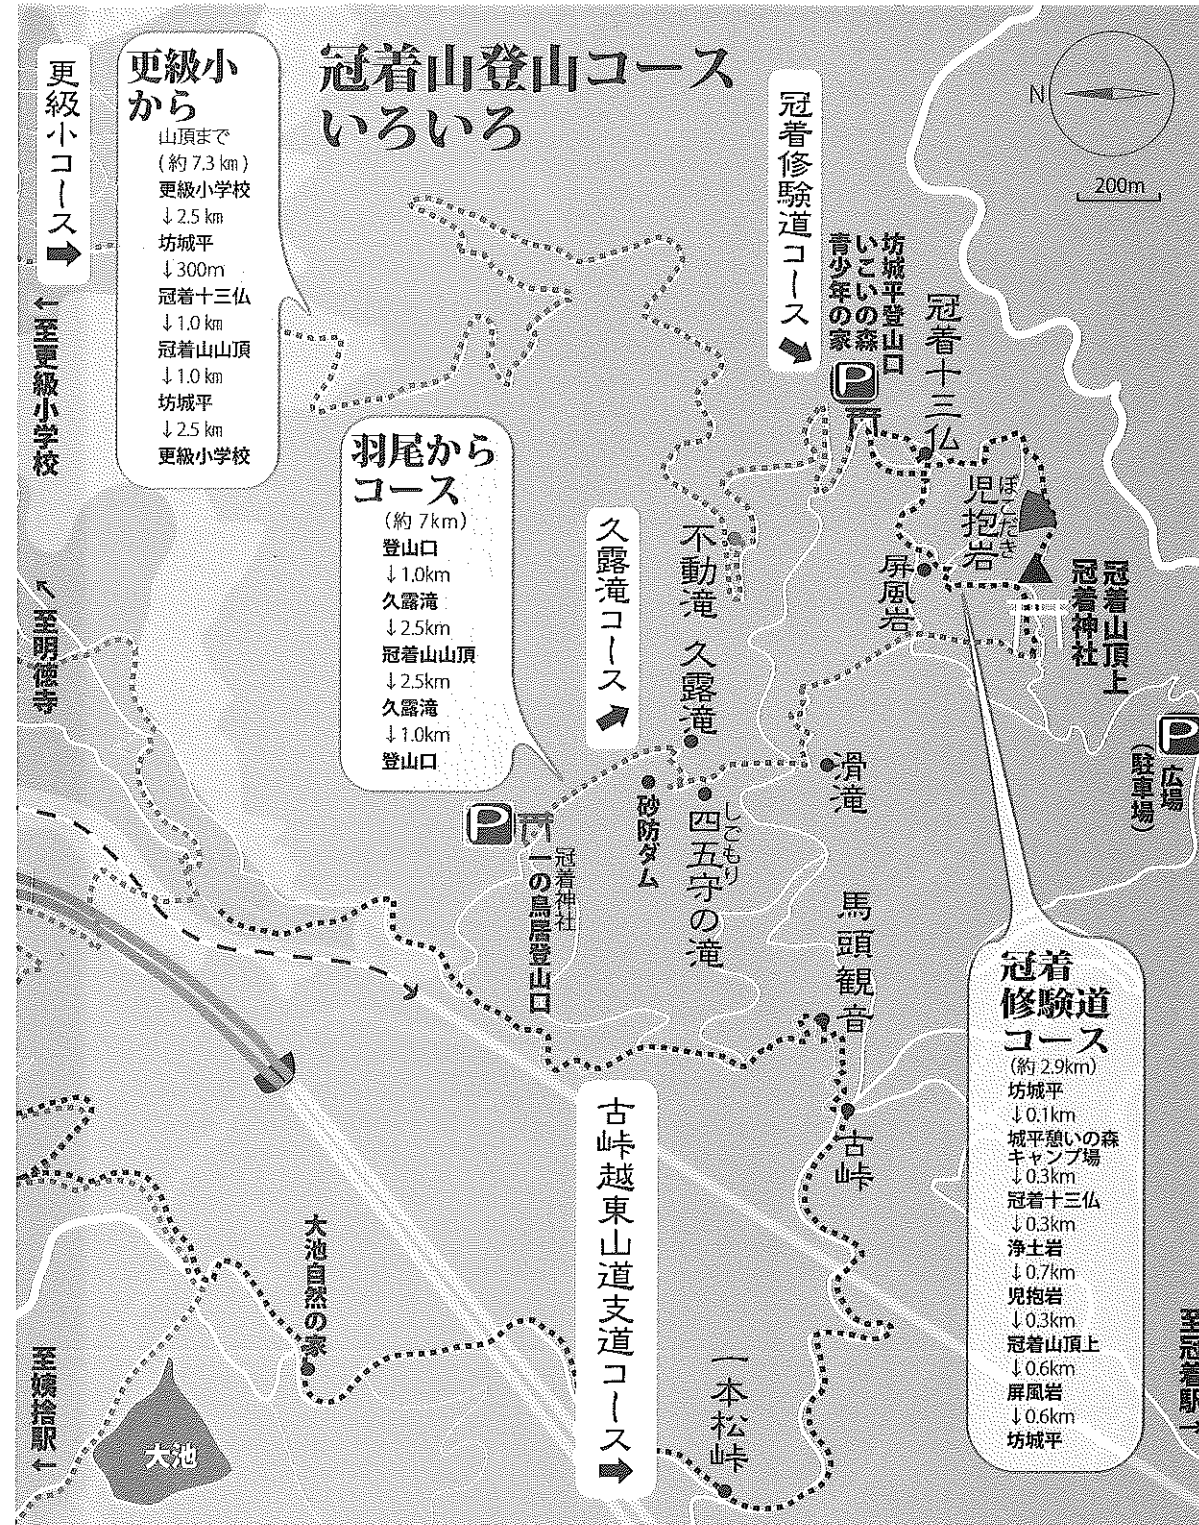 冠着山登山コース
いろいろ
更級小コース
更級小
から
山頂まで
(約7.3㎞)
更級小学校
↓2.5㎞
坊城平
↓300m
冠着十三仏
↓1.0㎞
冠着山山頂
↓1.0㎞
坊城平
↓2.5㎞
更級小学校
←至更級小学校
冠着修験道コース
N
200m
坊城平登山口
いこいの森
青少年の家
P
冠着十三仏
児抱岩
ぼこだき
屏風岩
冠着山頂上
冠着神社
P
広場
(駐車場)
羽尾から
コース
(約7km)
登山口
↓1.0km
久露滝
↓2.5km
冠着山山頂
↓2.5km
久露滝
↓1.0km
登山口
久露滝コース
不動滝
久露滝
滑滝
砂防ダム
四五守の滝
しごもり
P
冠着神社
一の鳥居登山口
←至明徳寺
馬頭観音
古峠
古峠越東山道支道コース
一本松峠
大池自然の家
大池
至姨捨駅←
至冠着駅→
冠着
修験道
コース
(約2.9km)
坊城平
↓0.1km
城平憩いの森
キャンプ場
↓0.3km
冠着十三仏
↓0.3km
浄土岩
↓0.7km
児抱岩
↓0.3km
冠着山頂上
↓0.6km
屏風岩
↓0.6km
坊城平